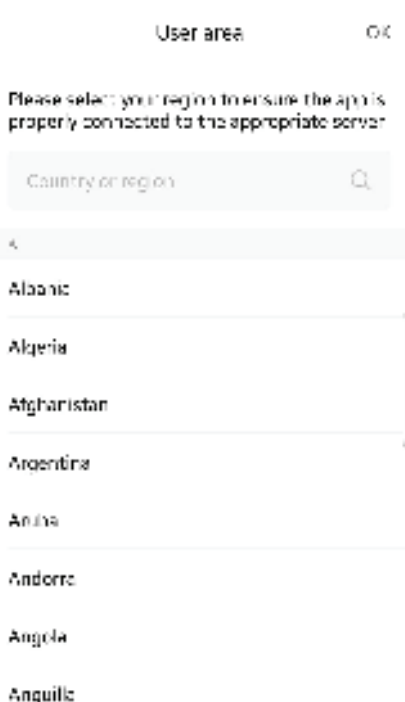 User area
OK
Please select your region to ensure the app is
properly connected to the appropriate server
Country or region
A
Albania
Algeria
Afghanistan
Argentina
Aruba
Andorra
Angola
Anguilla